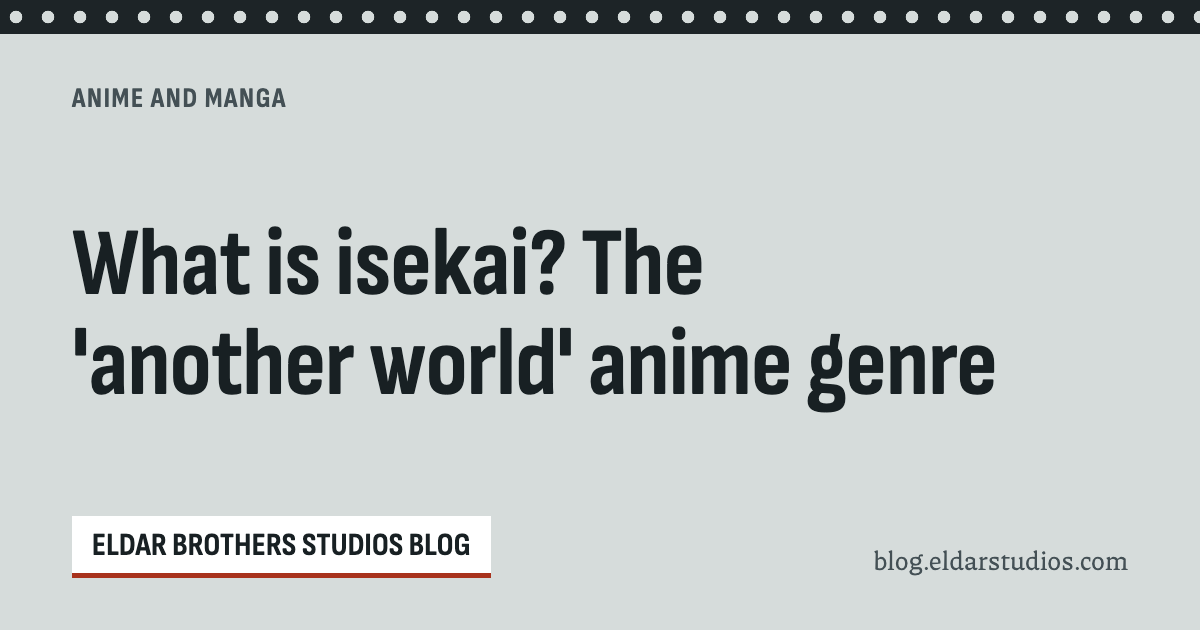 ANIME AND MANGA
What is isekai? The
'another world' anime genre
ELDAR BROTHERS STUDIOS BLOG
blog.eldarstudios.com